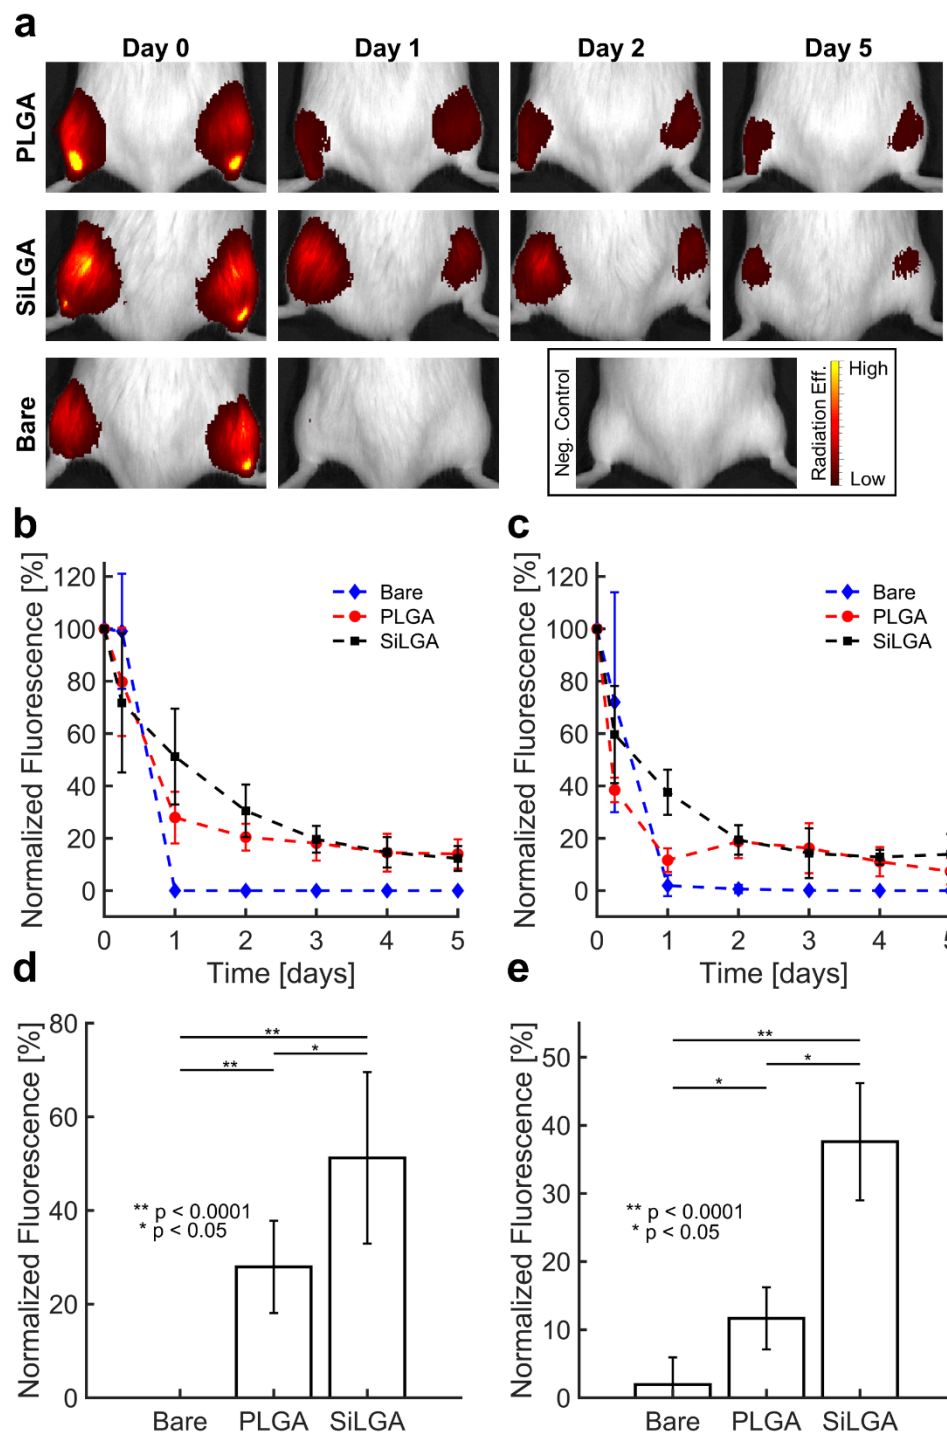 a
Day 0 Day 1 Day 2 Day 5
PLGA
SiLGA
Bare
Neg. Control
Radiation Eff.
High
Low
b
Normalized Fluorescence [%]
120
100
80
60
40
20
0
0 1 2 3 4 5
Time [days]
Bare
PLGA
SiLGA
c
Normalized Fluorescence [%]
120
100
80
60
40
20
0
0 1 2 3 4 5
Time [days]
Bare
PLGA
SiLGA
d
Normalized Fluorescence [%]
80
60
40
20
0
**
*
**
** p < 0.0001
* p < 0.05
Bare PLGA SiLGA
e
Normalized Fluorescence [%]
50
40
30
20
10
0
**
*
*
** p < 0.0001
* p < 0.05
Bare PLGA SiLGA